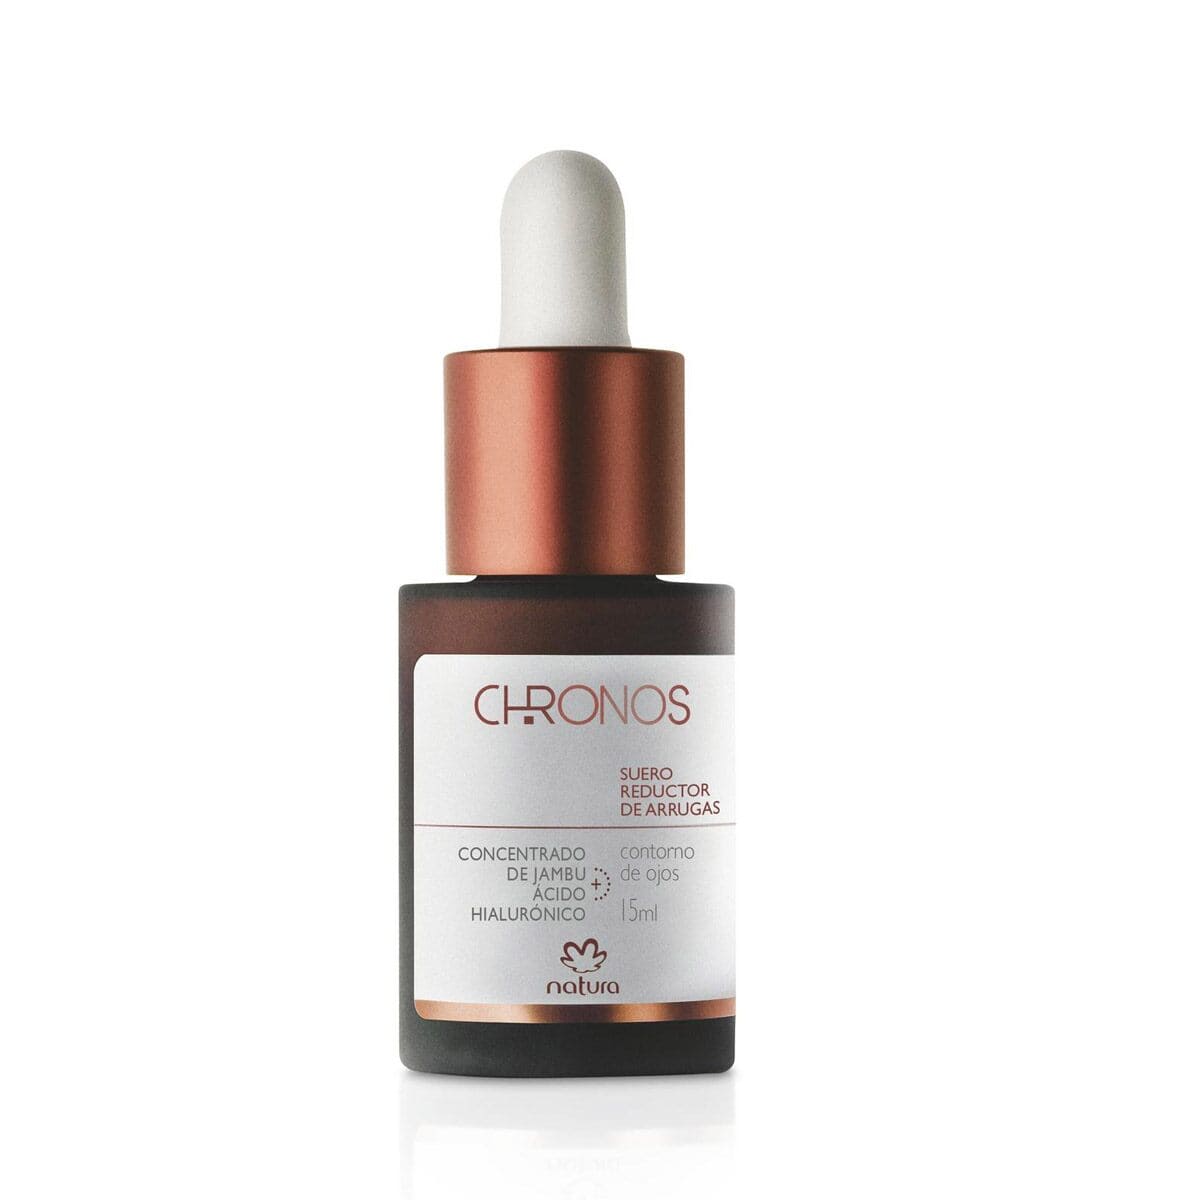 CHRONOS
SUERO
REDUCTOR
DE ARRUGAS
CONCENTRADO
DE JAMBU
ÁCIDO
HIALURÓNICO
+
contorno
de ojos
15ml
natura